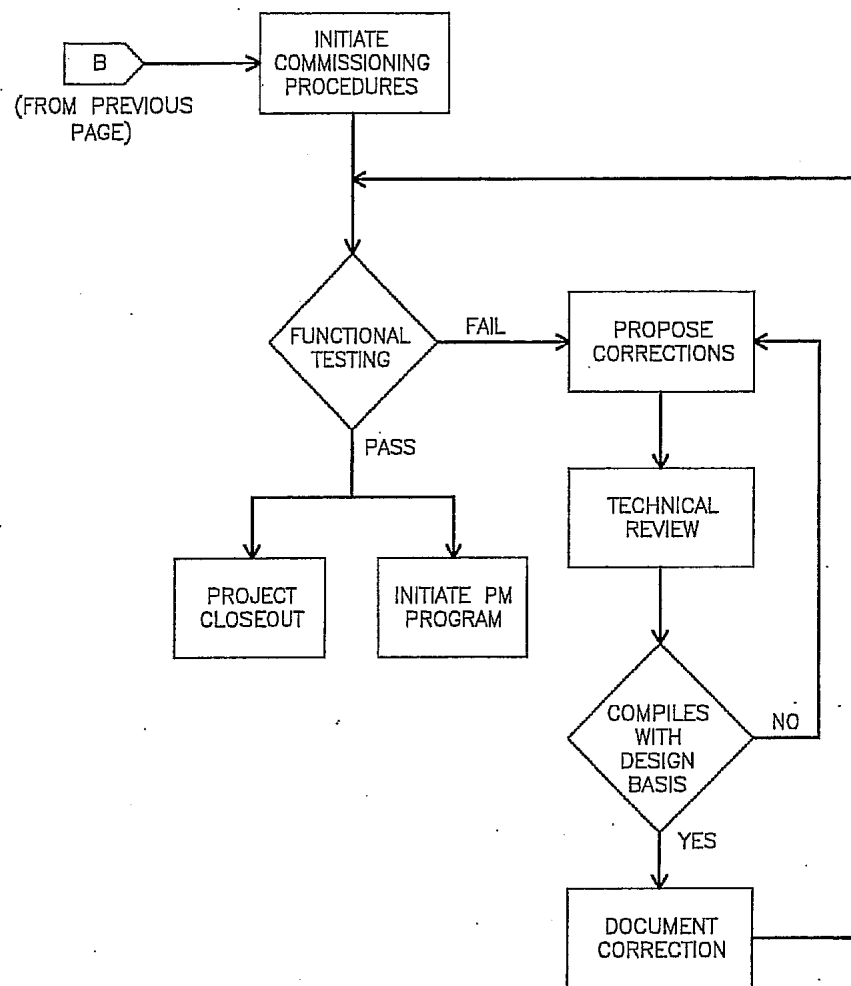 INITIATE
COMMISSIONING
PROCEDURES
B
(FROM PREVIOUS
PAGE)
FUNCTIONAL
TESTING
FAIL
PROPOSE
CORRECTIONS
PASS
TECHNICAL
REVIEW
PROJECT
CLOSEOUT
INITIATE PM
PROGRAM
COMPILES
WITH
DESIGN
BASIS
NO
YES
DOCUMENT
CORRECTION